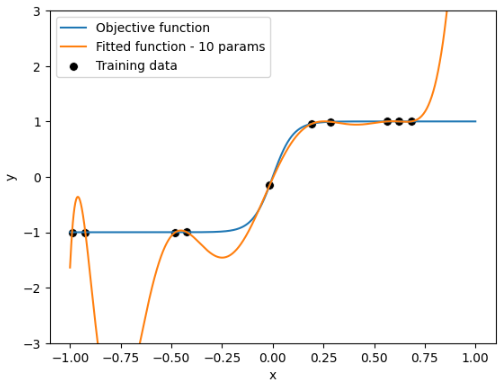 Objective function
Fitted function - 10 params
Training data
3
2
1
0
−1
−2
−3
y
−1.00 −0.75 −0.50 −0.25 0.00 0.25 0.50 0.75 1.00
x